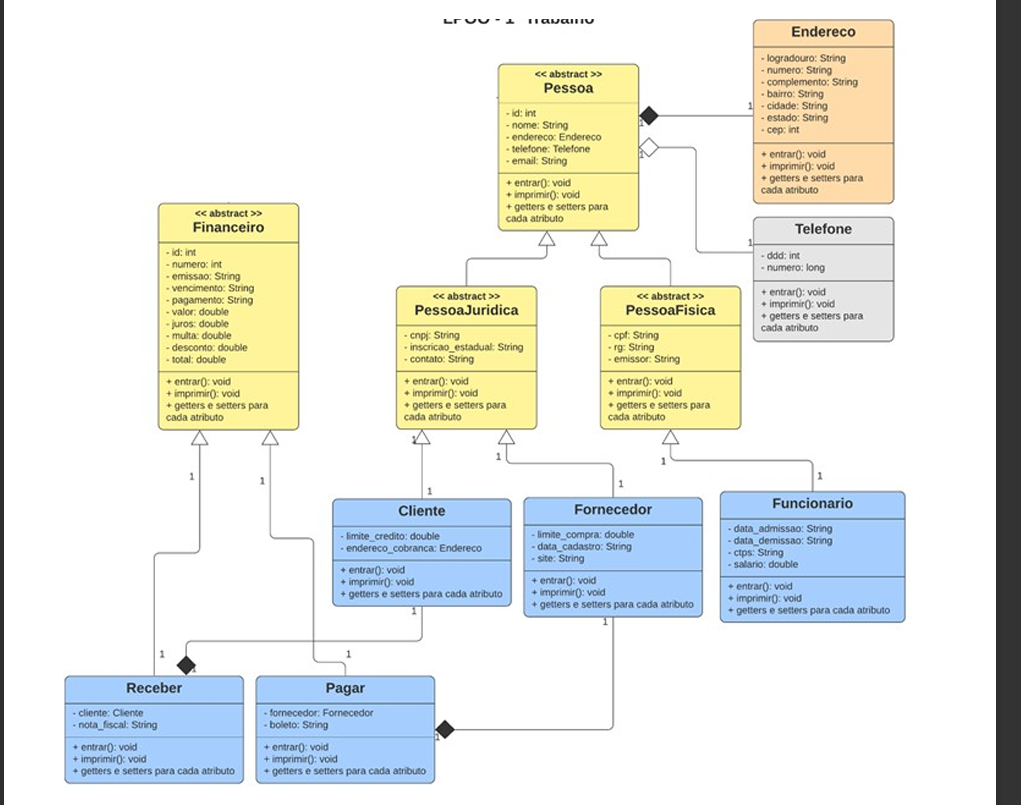 LPOO - 1º Trabalho
Endereco
- logradouro: String
- numero: String
- complemento: String
- bairro: String
- cidade: String
- estado: String
- cep: int
+ entrar(): void
+ imprimir(): void
+ getters e setters para
cada atributo
<< abstract >>
Pessoa
- id: int
- nome: String
- endereco: Endereco
- telefone: Telefone
- email: String
+ entrar(): void
+ imprimir(): void
+ getters e setters para
cada atributo
1
1
1
1
Telefone
- ddd: int
- numero: long
+ entrar(): void
+ imprimir(): void
+ getters e setters para
cada atributo
<< abstract >>
Financeiro
- id: int
- numero: int
- emissao: String
- vencimento: String
- pagamento: String
- valor: double
- juros: double
- multa: double
- desconto: double
- total: double
+ entrar(): void
+ imprimir(): void
+ getters e setters para
cada atributo
<< abstract >>
PessoaJuridica
- cnpj: String
- inscricao_estadual: String
- contato: String
+ entrar(): void
+ imprimir(): void
+ getters e setters para
cada atributo
<< abstract >>
PessoaFisica
- cpf: String
- rg: String
- emissor: String
+ entrar(): void
+ imprimir(): void
+ getters e setters para
cada atributo
1
1
1
1
1
1
1
1
Cliente
- limite_credito: double
- endereco_cobranca: Endereco
+ entrar(): void
+ imprimir(): void
+ getters e setters para cada atributo
Fornecedor
- limite_compra: double
- data_cadastro: String
- site: String
+ entrar(): void
+ imprimir(): void
+ getters e setters para cada atributo
Funcionario
- data_admissao: String
- data_demissao: String
- ctps: String
- salario: double
+ entrar(): void
+ imprimir(): void
+ getters e setters para cada atributo
1
1
1
1
1
Receber
- cliente: Cliente
- nota_fiscal: String
+ entrar(): void
+ imprimir(): void
+ getters e setters para cada atributo
Pagar
- fornecedor: Fornecedor
- boleto: String
+ entrar(): void
+ imprimir(): void
+ getters e setters para cada atributo
1